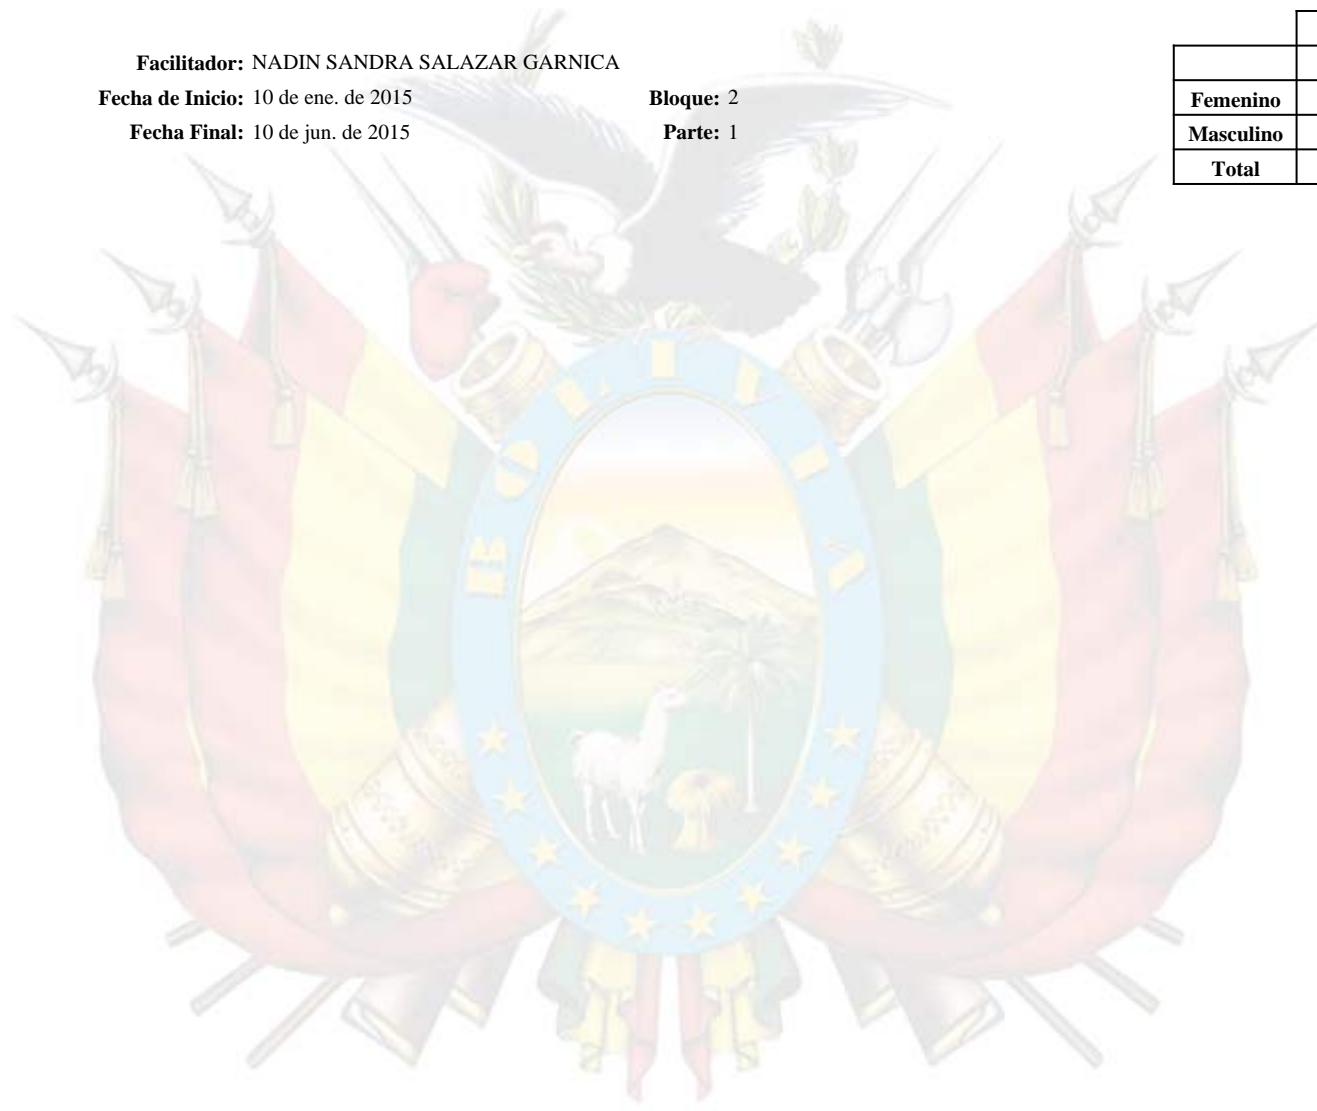 Facilitador: NADIN SANDRA SALAZAR GARNICA
Fecha de Inicio: 10 de ene. de 2015 Bloque: 2
Fecha Final: 10 de jun. de 2015 Parte: 1
Femenino
Masculino
Total
BOLIVIA